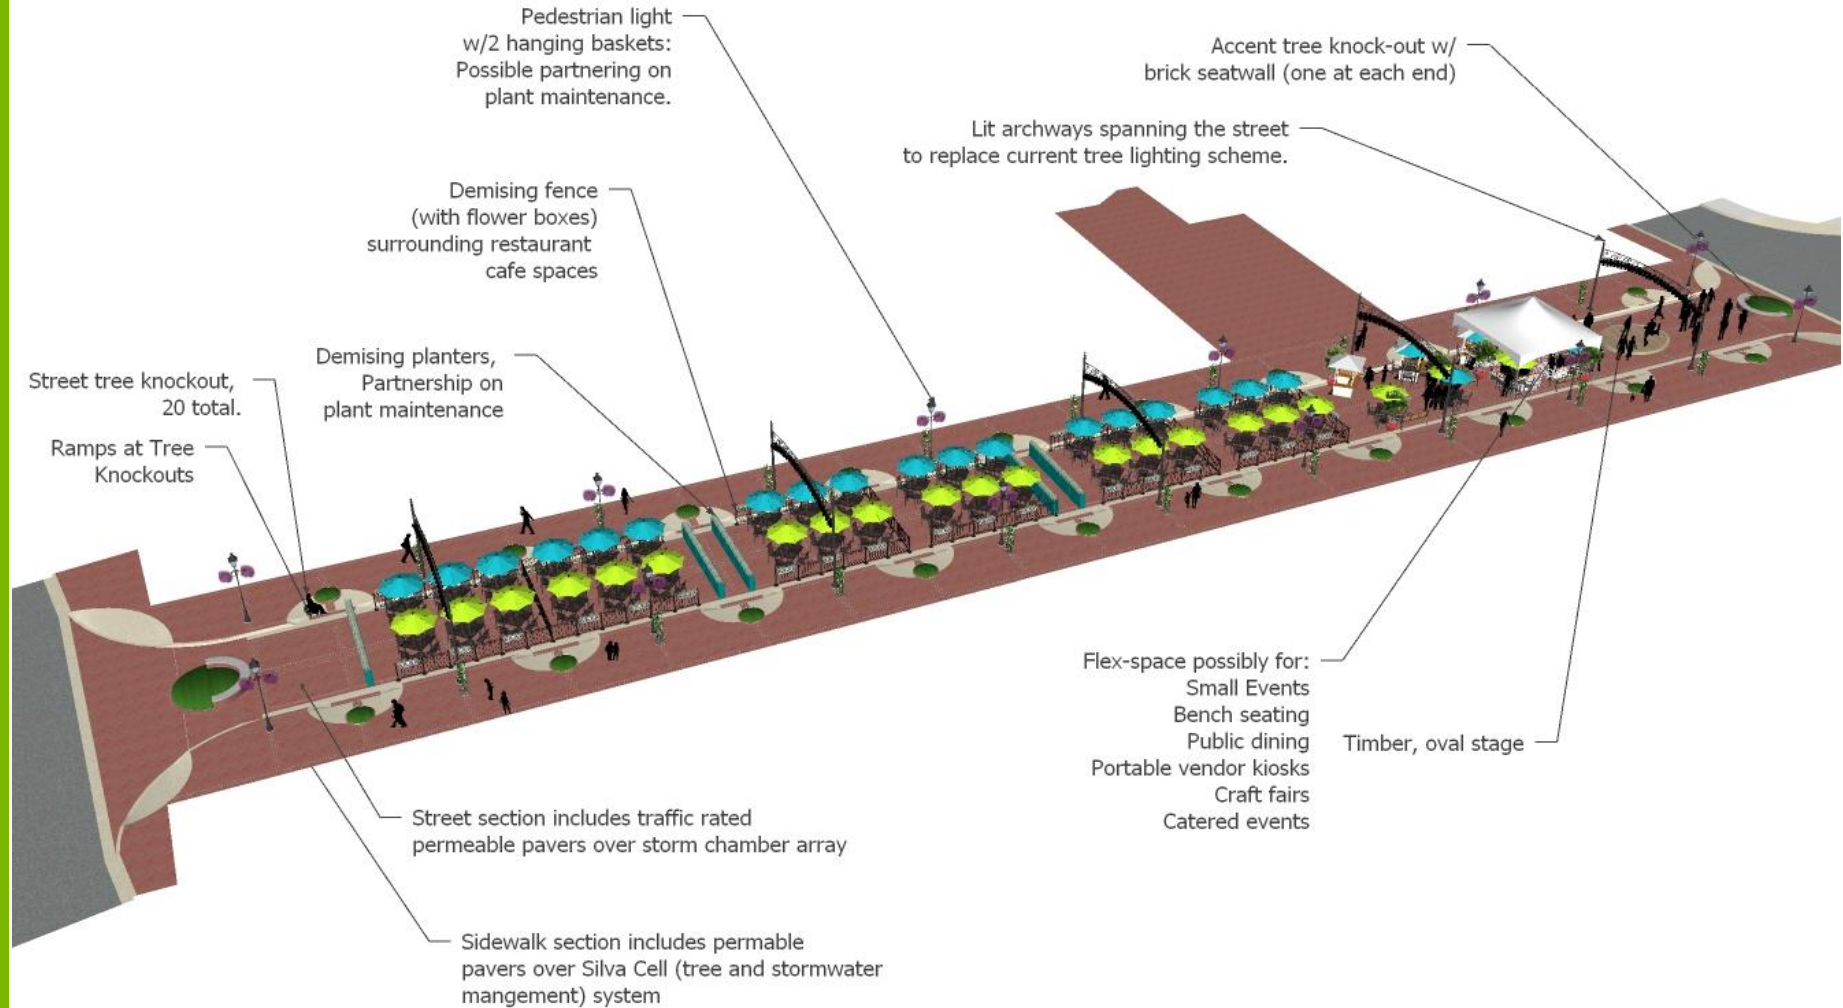 Pedestrian light
w/2 hanging baskets:
Possible partnering on
plant maintenance.
Accent tree knock-out w/
brick seatwall (one at each end)
Lit archways spanning the street
to replace current tree lighting scheme.
Demising fence
(with flower boxes)
surrounding restaurant
cafe spaces
Demising planters,
Partnership on
plant maintenance
Street tree knockout,
20 total.
Ramps at Tree
Knockouts
Flex-space possibly for:
Small Events
Bench seating
Public dining
Portable vendor kiosks
Craft fairs
Catered events
Timber, oval stage
Street section includes traffic rated
permeable pavers over storm chamber array
Sidewalk section includes permable
pavers over Silva Cell (tree and stormwater
mangement) system